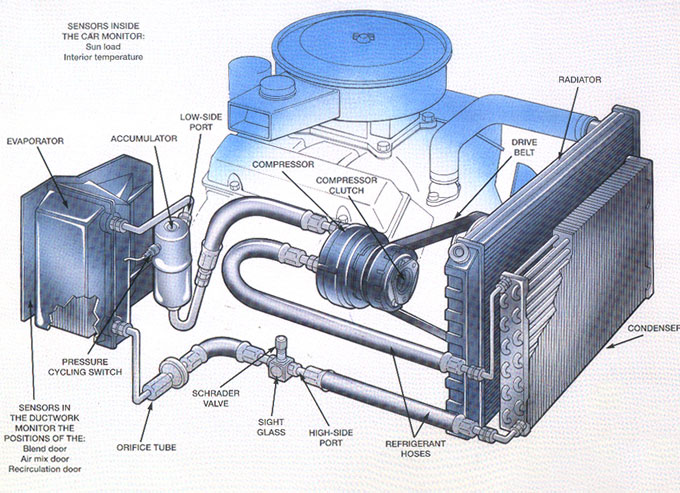 SENSORS INSIDE
THE CAR MONITOR:
Sun load
Interior temperature
RADIATOR
LOW-SIDE
PORT
EVAPORATOR
ACCUMULATOR
DRIVE
BELT
COMPRESSOR
COMPRESSOR
CLUTCH
CONDENSER
PRESSURE
CYCLING SWITCH
SCHRADER
VALVE
SENSORS IN
THE DUCTWORK
MONITOR THE
POSITIONS OF THE:
Blend door
Air mix door
Recirculation door
ORIFICE TUBE
SIGHT
GLASS
HIGH-SIDE
PORT
REFRIGERANT
HOSES